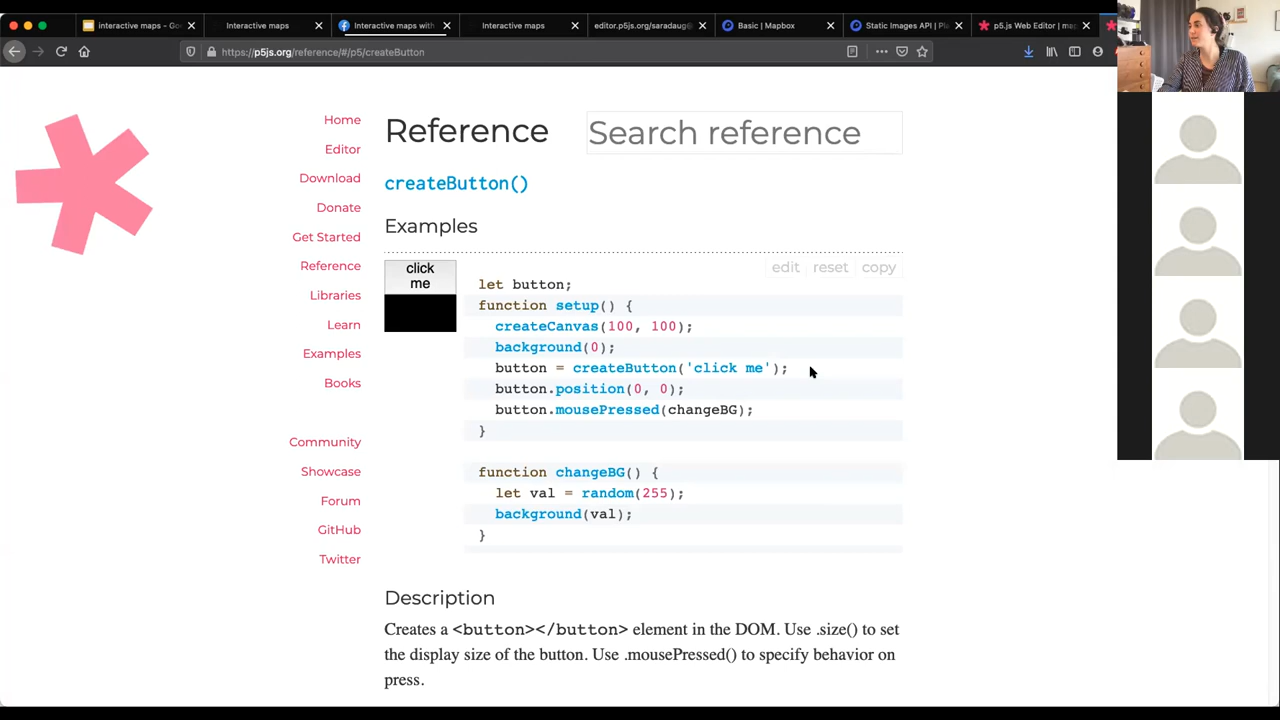 interactive maps - Go
Interactive maps
Interactive maps with
Interactive maps
editor.p5js.org/saradaug
Basic | Mapbox
Static Images API | Pl
p5.js Web Editor | ma
https://p5js.org/reference/#/p5/createButton
Home
Editor
Download
Donate
Get Started
Reference
Libraries
Learn
Examples
Books
Community
Showcase
Forum
GitHub
Twitter
Reference
Search reference
createButton()
Examples
click
me
edit reset copy
let button;
function setup() {
createCanvas(100, 100);
background(0);
button = createButton('click me');
button.position(0, 0);
button.mousePressed(changeBG);
}
function changeBG() {
let val = random(255);
background(val);
}
Description
Creates a <button></button> element in the DOM. Use .size() to set
the display size of the button. Use .mousePressed() to specify behavior on
press.